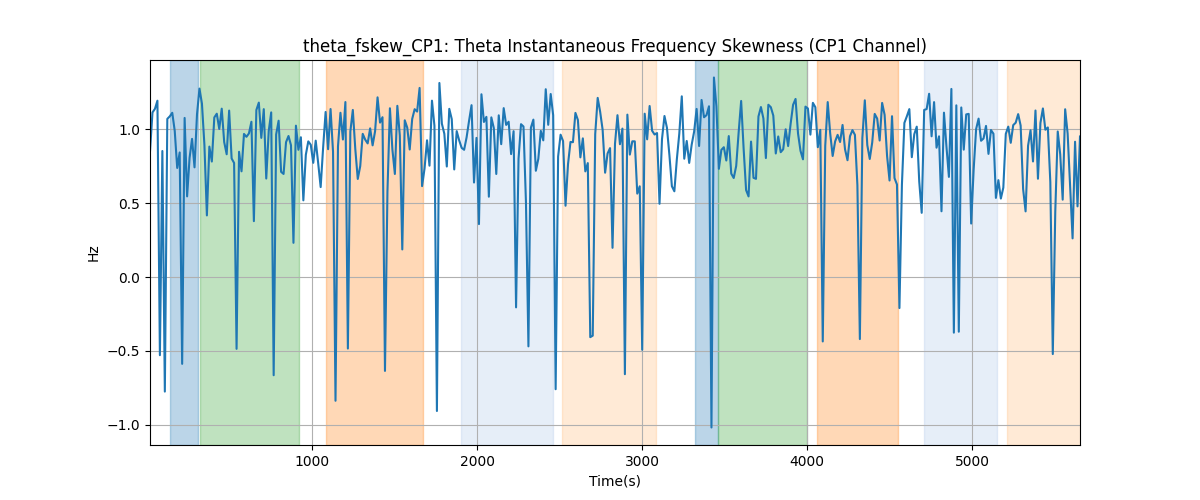 theta_fskew_CP1: Theta Instantaneous Frequency Skewness (CP1 Channel)
1.0
0.5
0.0
−0.5
−1.0
Hz
1000 2000 3000 4000 5000
Time(s)